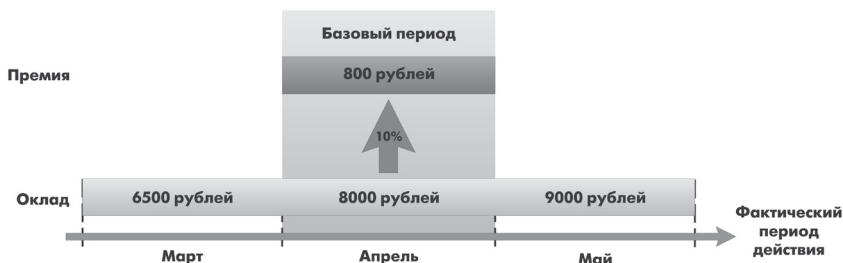 Базовый период
Премия
800 рублей
10%
Оклад
6500 рублей
8000 рублей
9000 рублей
Фактический
период
действия
Март
Апрель
Май